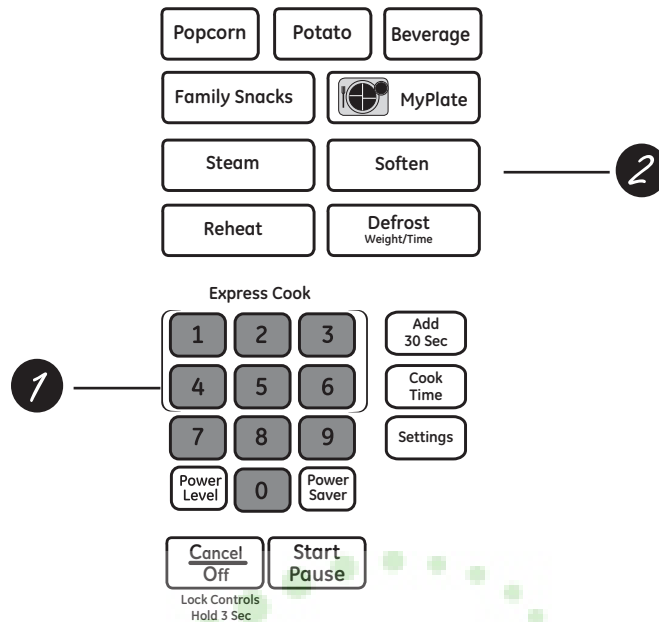 Popcorn Potato Beverage
Family Snacks MyPlate
Steam Soften
2
Reheat Defrost
Weight/Time
Express Cook
1 2 3 Add
30 Sec
1
4 5 6 Cook
Time
7 8 9 Settings
Power
Level
0
Power
Saver
Cancel
Off
Start
Pause
Lock Controls
Hold 3 Sec